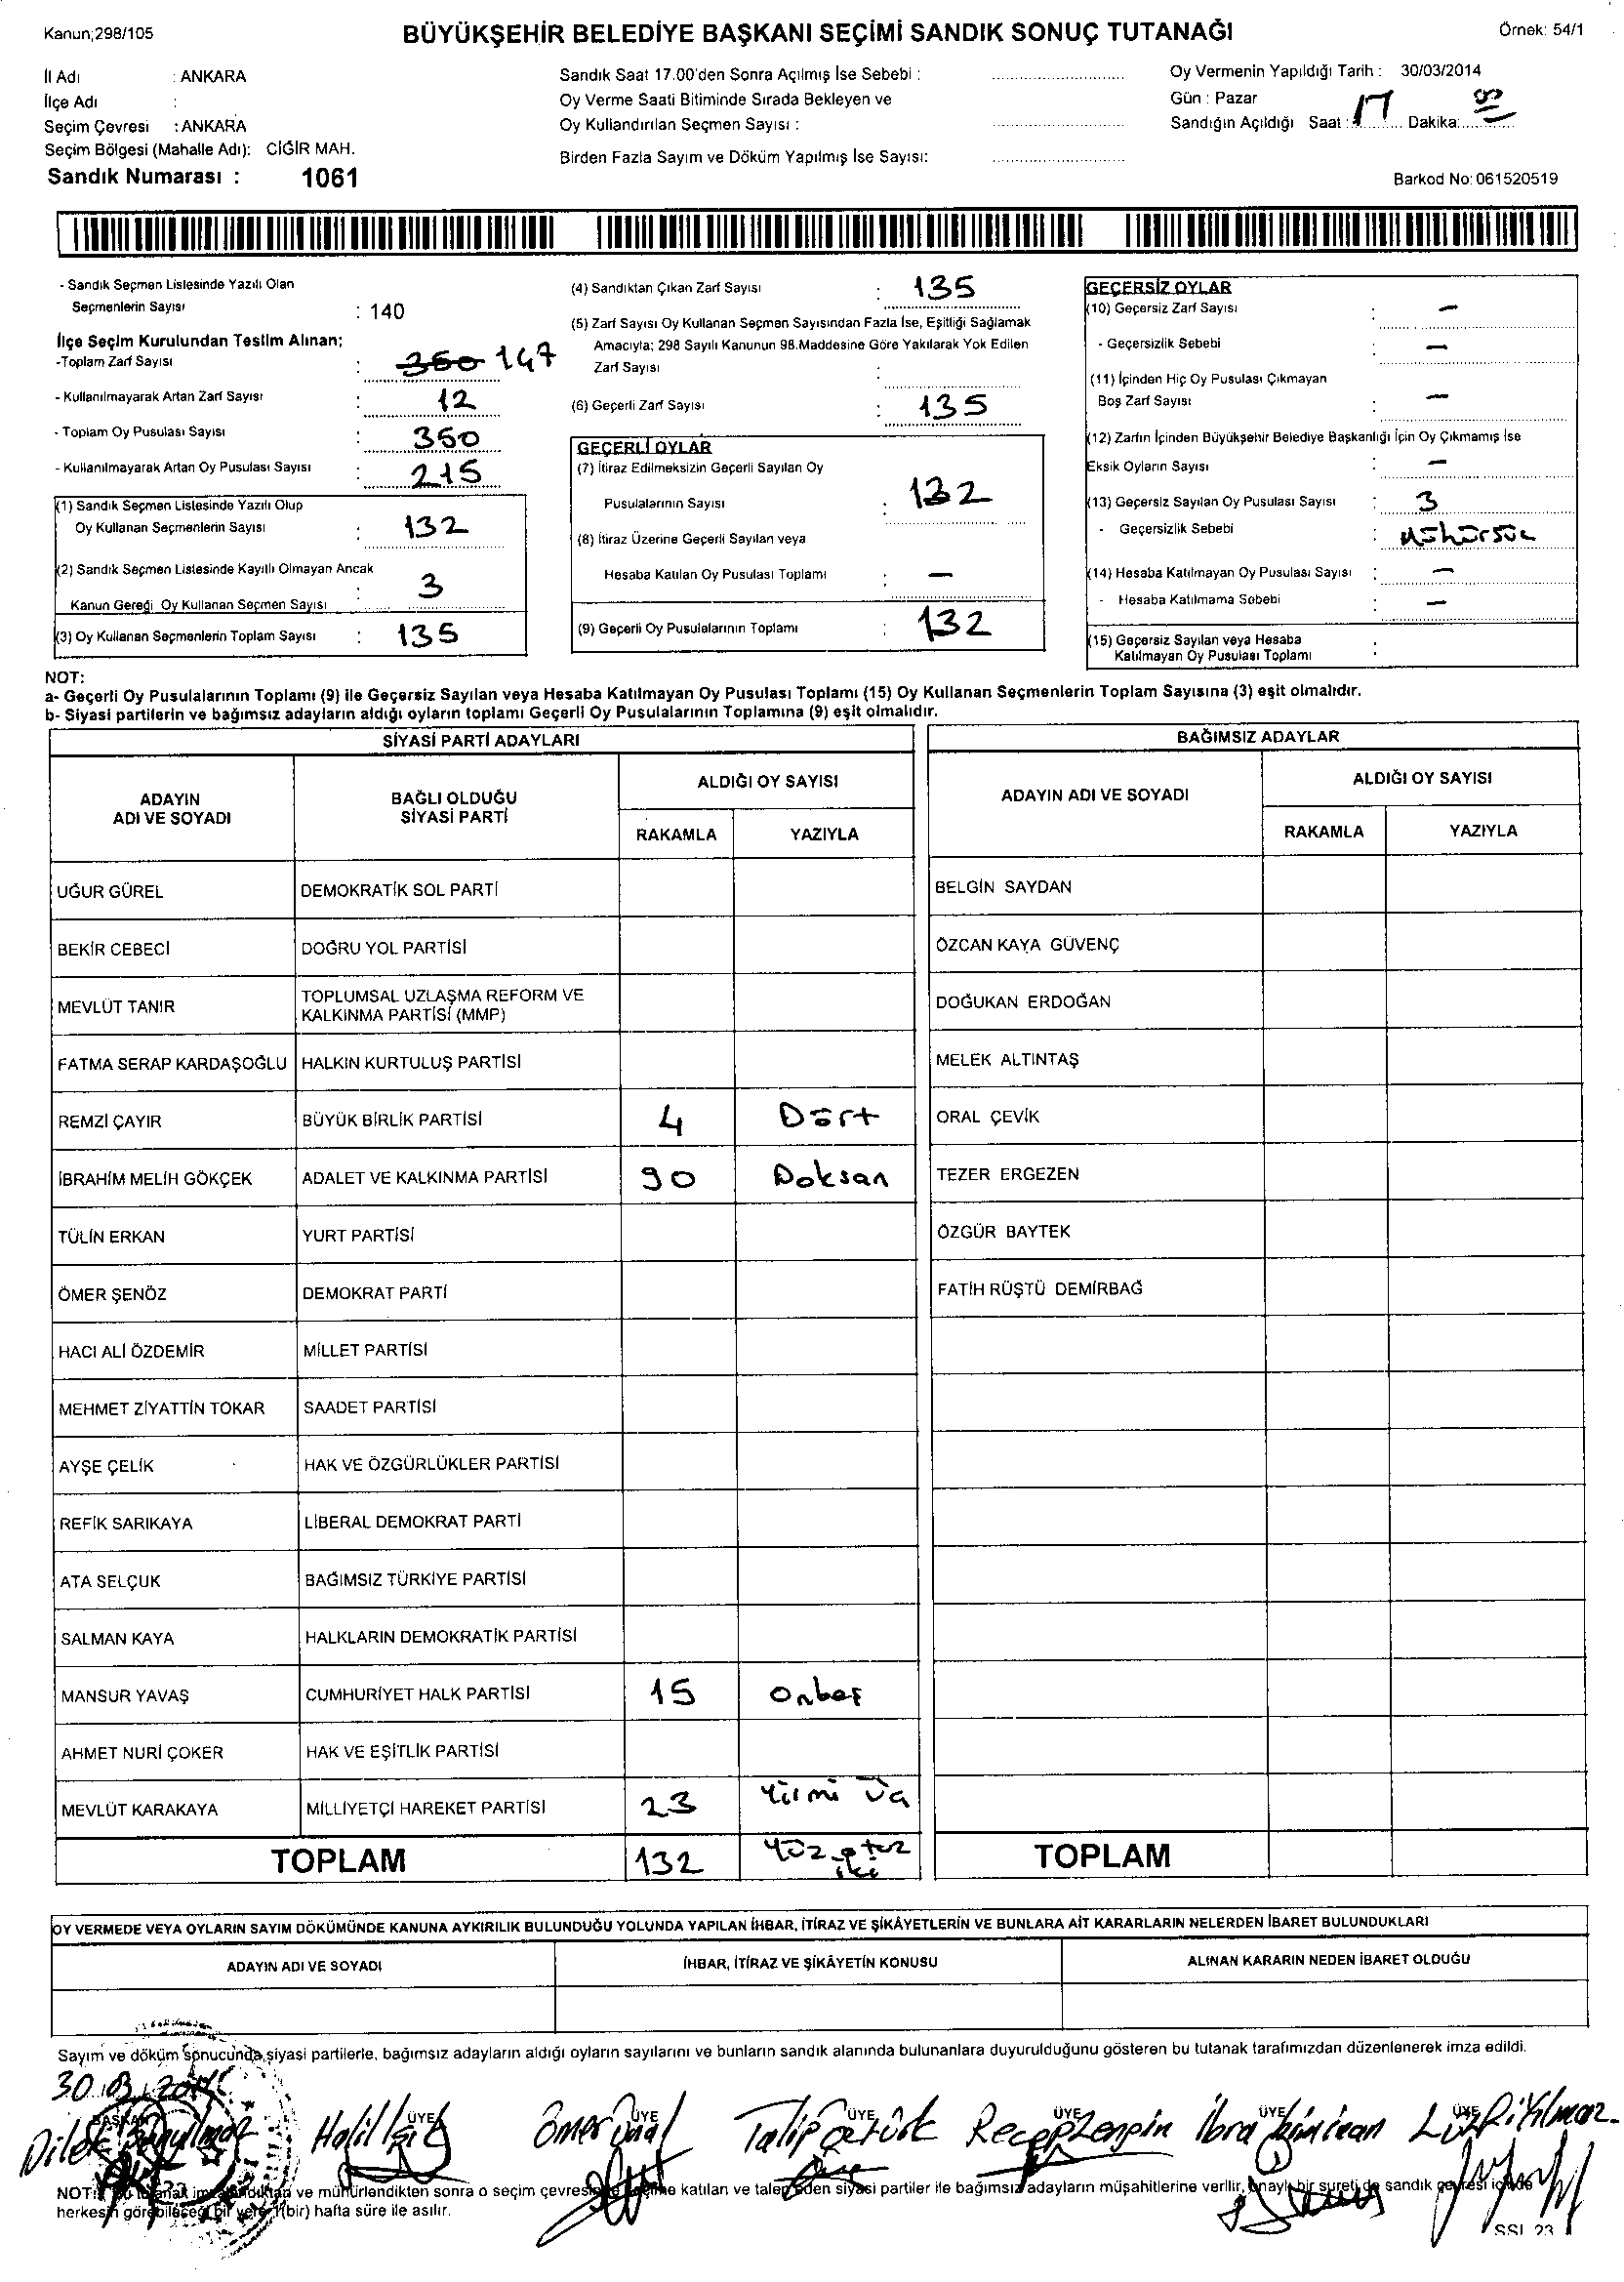 Kanun;298/105
BÜYÜKŞEHİR BELEDİYE BAŞKANI SEÇİMİ SANDIK SONUÇ TUTANAĞI
Örnek: 54/1
İl Adı : ANKARA
İlçe Adı :
Seçim Çevresi : ANKARA
Seçim Bölgesi (Mahalle Adı): CİĞİR MAH.
Sandık Numarası : 1061
Sandık Saat 17.00'den Sonra Açılmış İse Sebebi :
Oy Verme Saati Bitiminde Sırada Bekleyen ve
Oy Kullandırılan Seçmen Sayısı :
Birden Fazla Sayım ve Döküm Yapılmış İse Sayısı:
Oy Vermenin Yapıldığı Tarih : 30/03/2014
Gün : Pazar
Sandığın Açıldığı Saat : 17 Dakika:
Barkod No: 061520519
- Sandık Seçmen Listesinde Yazılı Olan
Seçmenlerin Sayısı : 140
İlçe Seçim Kurulundan Teslim Alınan;
-Toplam Zarf Sayısı : 360 147
- Kullanılmayarak Artan Zarf Sayısı : 12
- Toplam Oy Pusulası Sayısı : 350
- Kullanılmayarak Artan Oy Pusulası Sayısı : 215
(1) Sandık Seçmen Listesinde Yazılı Olup
Oy Kullanan Seçmenlerin Sayısı : 132
(2) Sandık Seçmen Listesinde Kayıtlı Olmayan Ancak
Kanun Gereği Oy Kullanan Seçmen Sayısı : 3
(3) Oy Kullanan Seçmenlerin Toplam Sayısı : 135
(4) Sandıktan Çıkan Zarf Sayısı : 135
(5) Zarf Sayısı Oy Kullanan Seçmen Sayısından Fazla İse, Eşitliği Sağlamak
Amacıyla; 298 Sayılı Kanunun 98.Maddesine Göre Yakılarak Yok Edilen
Zarf Sayısı :
(6) Geçerli Zarf Sayısı : 135
GEÇERLİ OYLAR
(7) İtiraz Edilmeksizin Geçerli Sayılan Oy
Pusulalarının Sayısı : 132
(8) İtiraz Üzerine Geçerli Sayılan veya
Hesaba Katılan Oy Pusulası Toplamı : -
(9) Geçerli Oy Pusulalarının Toplamı : 132
GEÇERSİZ OYLAR
(10) Geçersiz Zarf Sayısı : -
- Geçersizlik Sebebi : -
(11) İçinden Hiç Oy Pusulası Çıkmayan
Boş Zarf Sayısı : -
(12) Zarfın İçinden Büyükşehir Belediye Başkanlığı İçin Oy Çıkmamış İse
Eksik Oyların Sayısı : -
(13) Geçersiz Sayılan Oy Pusulası Sayısı : 3
- Geçersizlik Sebebi : Mühürsüz
(14) Hesaba Katılmayan Oy Pusulası Sayısı : -
- Hesaba Katılmama Sebebi : -
(15) Geçersiz Sayılan veya Hesaba
Katılmayan Oy Pusulası Toplamı :
NOT:
a- Geçerli Oy Pusulalarının Toplamı (9) ile Geçersiz Sayılan veya Hesaba Katılmayan Oy Pusulası Toplamı (15) Oy Kullanan Seçmenlerin Toplam Sayısına (3) eşit olmalıdır.
b- Siyasi partilerin ve bağımsız adayların aldığı oyların toplamı Geçerli Oy Pusulalarının Toplamına (9) eşit olmalıdır.
SİYASİ PARTİ ADAYLARI
ADAYIN ADI VE SOYADI
BAĞLI OLDUĞU SİYASİ PARTİ
ALDIĞI OY SAYISI
RAKAMLA YAZIYLA
UĞUR GÜREL DEMOKRATİK SOL PARTİ
BEKİR CEBECİ DOĞRU YOL PARTİSİ
MEVLÜT TANIR TOPLUMSAL UZLAŞMA REFORM VE
KALKINMA PARTİSİ (MMP)
FATMA SERAP KARDAŞOĞLU HALKIN KURTULUŞ PARTİSİ
REMZİ ÇAYIR BÜYÜK BİRLİK PARTİSİ 4 Dört
İBRAHİM MELİH GÖKÇEK ADALET VE KALKINMA PARTİSİ 90 Doksan
TÜLİN ERKAN YURT PARTİSİ
ÖMER ŞENÖZ DEMOKRAT PARTİ
HACI ALİ ÖZDEMİR MİLLET PARTİSİ
MEHMET ZİYATTİN TOKAR SAADET PARTİSİ
AYŞE ÇELİK HAK VE ÖZGÜRLÜKLER PARTİSİ
REFİK SARIKAYA LİBERAL DEMOKRAT PARTİ
ATA SELÇUK BAĞIMSIZ TÜRKİYE PARTİSİ
SALMAN KAYA HALKLARIN DEMOKRATİK PARTİSİ
MANSUR YAVAŞ CUMHURİYET HALK PARTİSİ 15 Onbeş
AHMET NURİ ÇOKER HAK VE EŞİTLİK PARTİSİ
MEVLÜT KARAKAYA MİLLİYETÇİ HAREKET PARTİSİ 23 Yirmi Üç
TOPLAM 132 Yüz otuz
iki
BAĞIMSIZ ADAYLAR
ADAYIN ADI VE SOYADI
ALDIĞI OY SAYISI
RAKAMLA YAZIYLA
BELGİN SAYDAN
ÖZCAN KAYA GÜVENÇ
DOĞUKAN ERDOĞAN
MELEK ALTINTAŞ
ORAL ÇEVİK
TEZER ERGEZEN
ÖZGÜR BAYTEK
FATİH RÜŞTÜ DEMİRBAĞ
TOPLAM
OY VERMEDE VEYA OYLARIN SAYIM DÖKÜMÜNDE KANUNA AYKIRILIK BULUNDUĞU YOLUNDA YAPILAN İHBAR, İTİRAZ VE ŞİKÂYETLERİN VE BUNLARA AİT KARARLARIN NELERDEN İBARET BULUNDUKLARI
ADAYIN ADI VE SOYADI
İHBAR, İTİRAZ VE ŞİKÂYETİN KONUSU
ALINAN KARARIN NEDEN İBARET OLDUĞU
Sayım ve döküm sonucunda, siyasi partilerle, bağımsız adayların aldığı oyların sayılarını ve bunların sandık alanında bulunanlara duyurulduğunu gösteren bu tutanak tarafımızdan düzenlenerek imza edildi.
30.03.2014
BAŞKAN ÜYE ÜYE ÜYE ÜYE ÜYE ÜYE
Dilek Halil Işık Ömer Ünal Talip Öztürk Recep Zengin İbrahim İnan Lütfi Yılmaz
NOT: Bu tutanak imzalandıktan ve mühürlendikten sonra o seçim çevresinde seçime katılan ve talep eden siyasi partiler ile bağımsız adayların müşahitlerine verilir, onaylı bir sureti de sandık çevresi içinde
herkesin görebileceği bir yere 1(bir) hafta süre ile asılır.
SSI 23